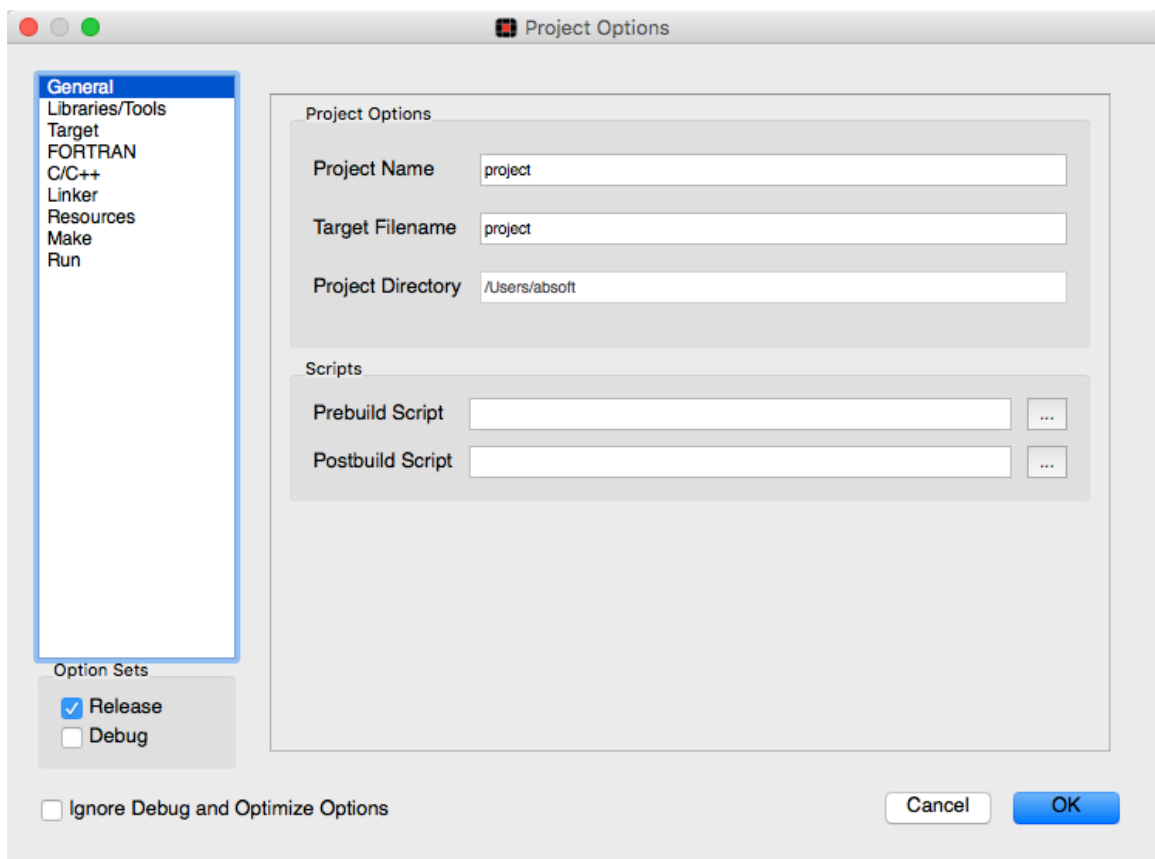 Project Options
General
Libraries/Tools
Target
FORTRAN
C/C++
Linker
Resources
Make
Run
Option Sets
Release
Debug
Project Options
Project Name project
Target Filename project
Project Directory /Users/absoft
Scripts
Prebuild Script ...
Postbuild Script ...
Ignore Debug and Optimize Options
Cancel OK